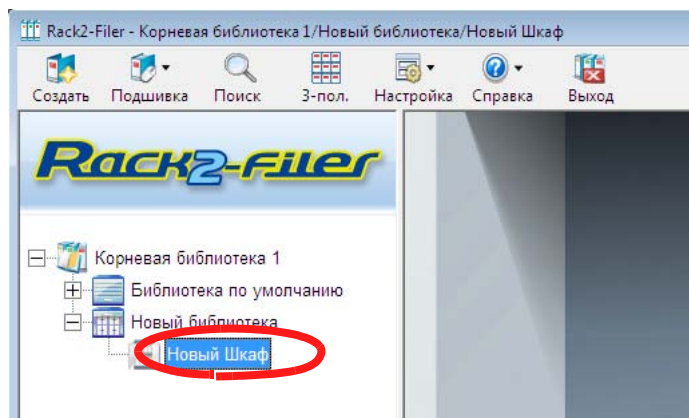 Rack2-Filer - Корневая библиотека 1/Новый библиотека/Новый Шкаф
Создать Подшивка Поиск 3-пол. Настройка Справка Выход
Rack2-Filer
Корневая библиотека 1
Библиотека по умолчанию
Новый библиотека
Новый Шкаф